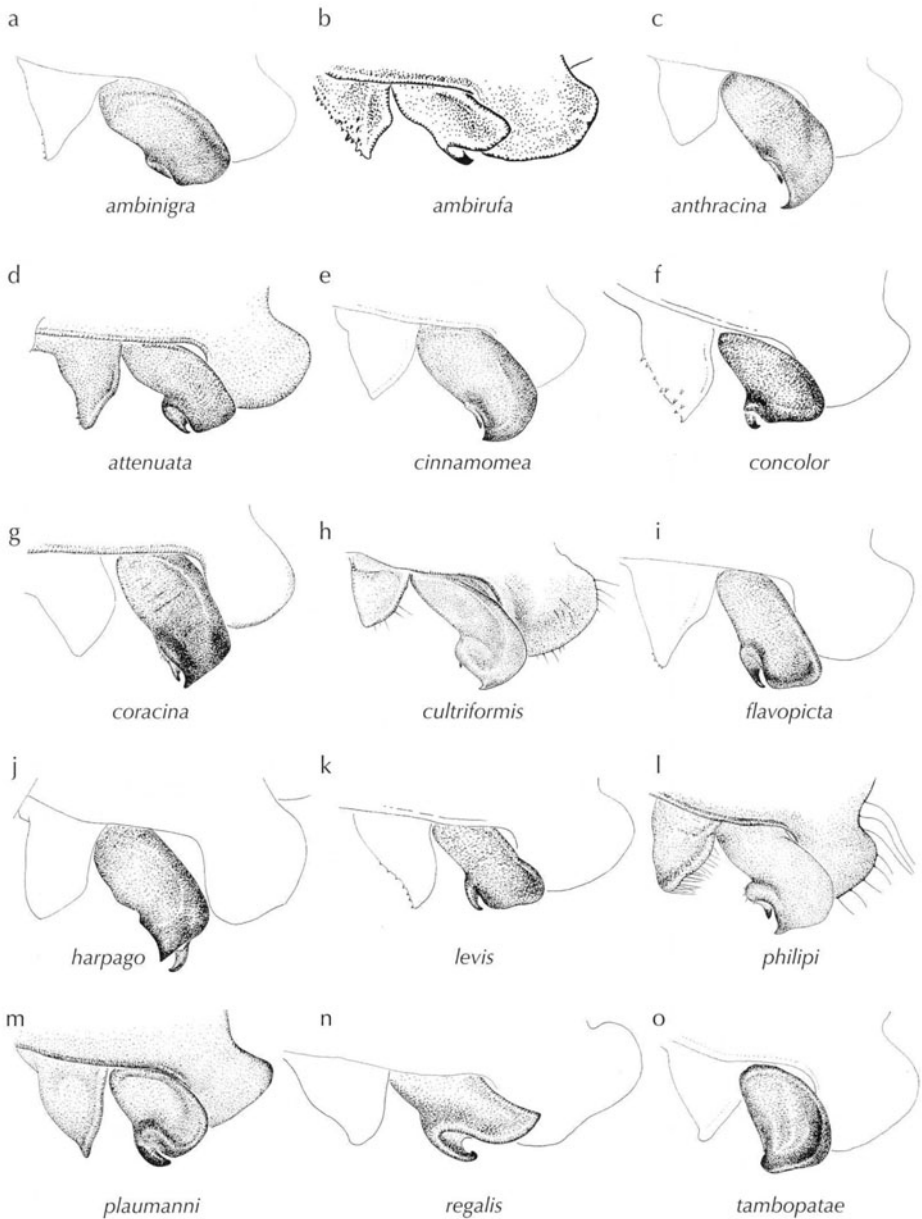 a b c
ambinigra ambirufa anthracina
d e f
attenuata cinnamomea concolor
g h i
coracina cultriformis flavopicta
j k l
harpago levis philipi
m n o
plaumanni regalis tambopatae